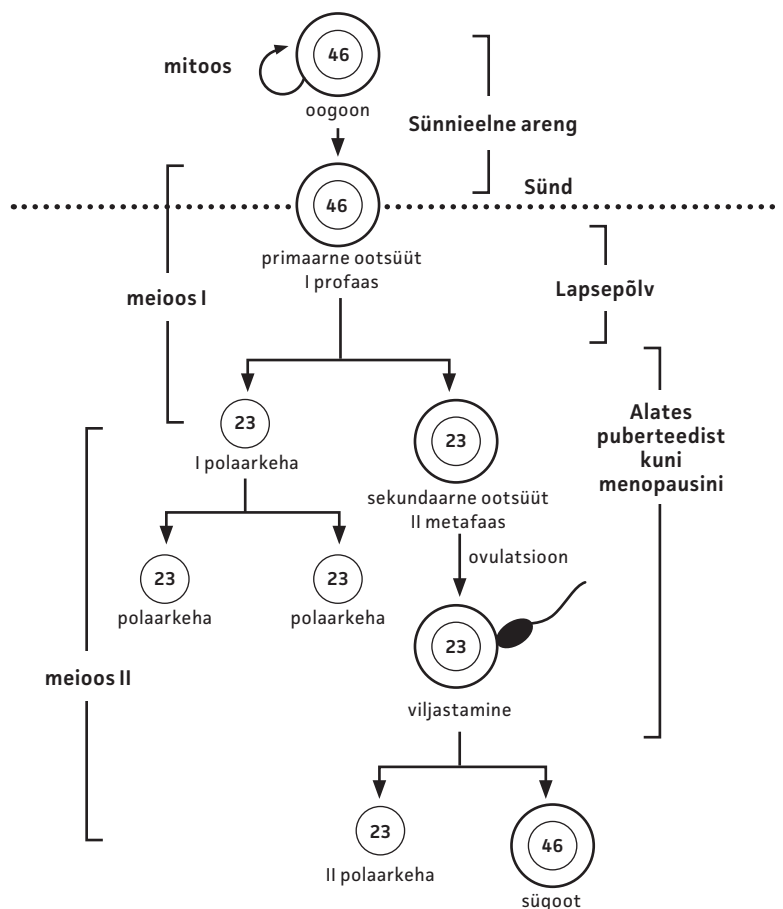 46
mitoos
oogoon
Sünnieelne areng
Sünd
46
primaarne ootsüüt
I profaas
meioos I
Lapsepõlv
23
I polaarkeha
23
sekundaarne ootsüüt
II metafaas
Alates
puberteedist
kuni
menopausini
ovulatsioon
23
polaarkeha
23
polaarkeha
23
viljastamine
meioos II
23
II polaarkeha
46
sügoot